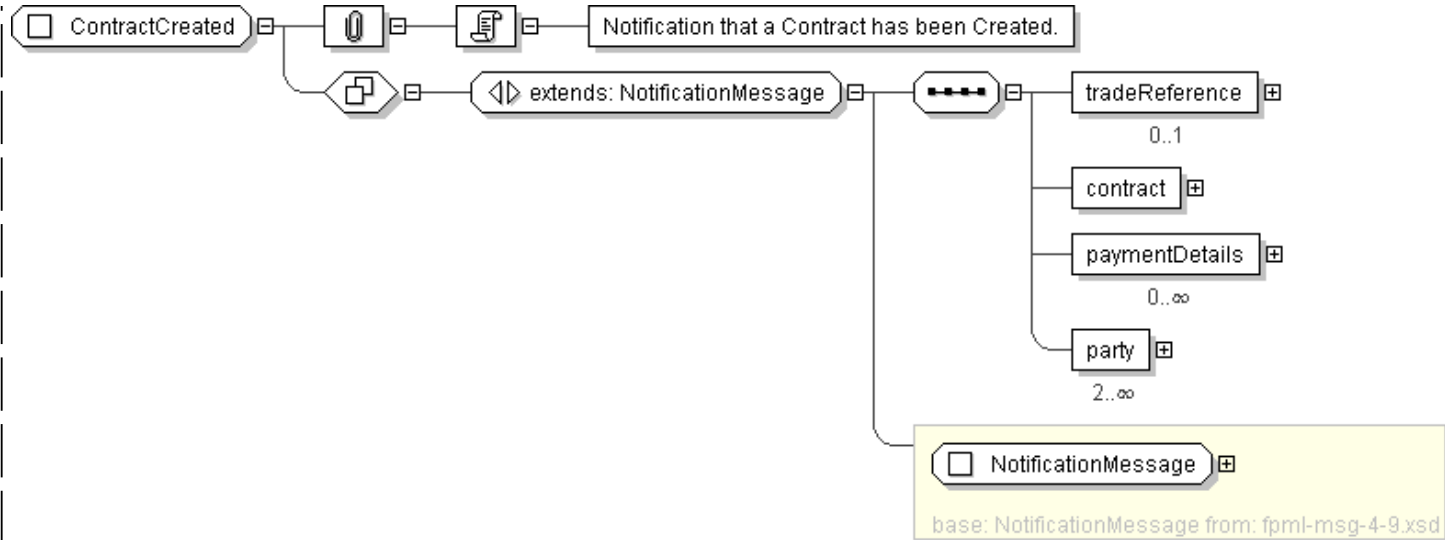 ContractCreated
Notification that a Contract has been Created.
extends: NotificationMessage
tradeReference
0..1
contract
paymentDetails
0..∞
party
2..∞
NotificationMessage
base: NotificationMessage from: fpml-msg-4-9.xsd